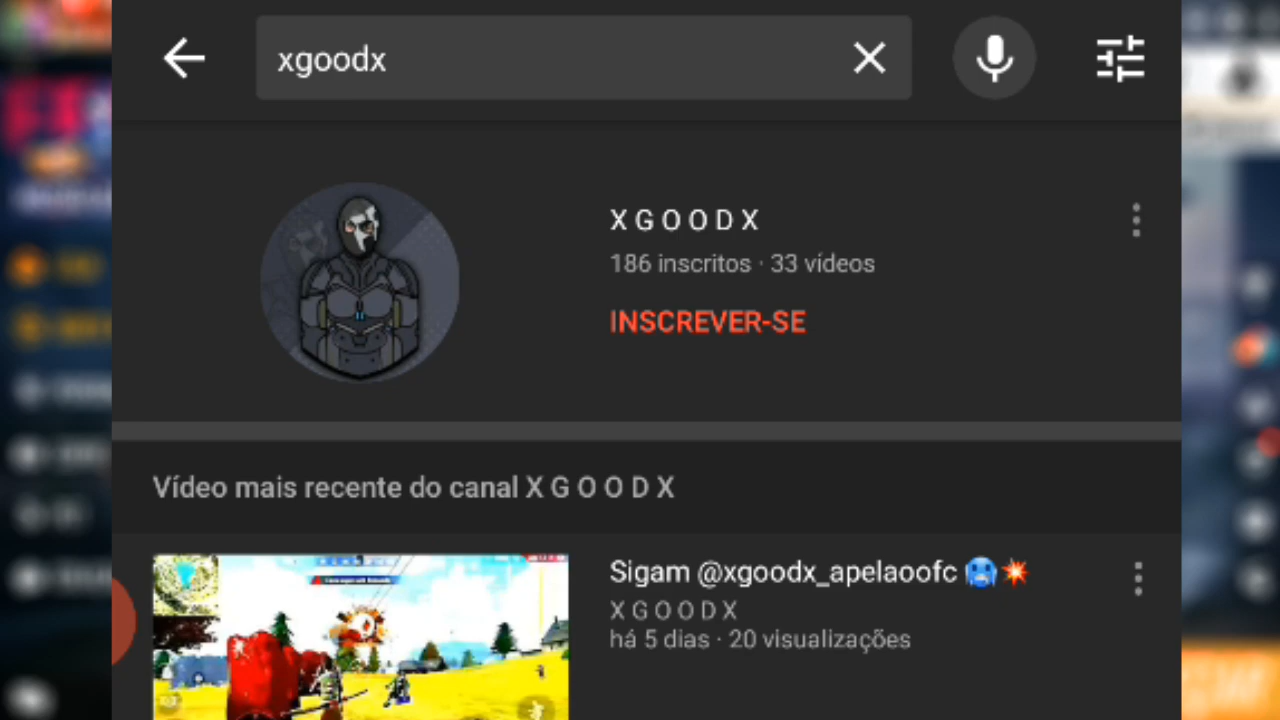 xgoodx
X G O O D X
186 inscritos · 33 vídeos
INSCREVER-SE
Vídeo mais recente do canal X G O O D X
Sigam @xgoodx_apelaoofc 🥶💥
X G O O D X
há 5 dias · 20 visualizações